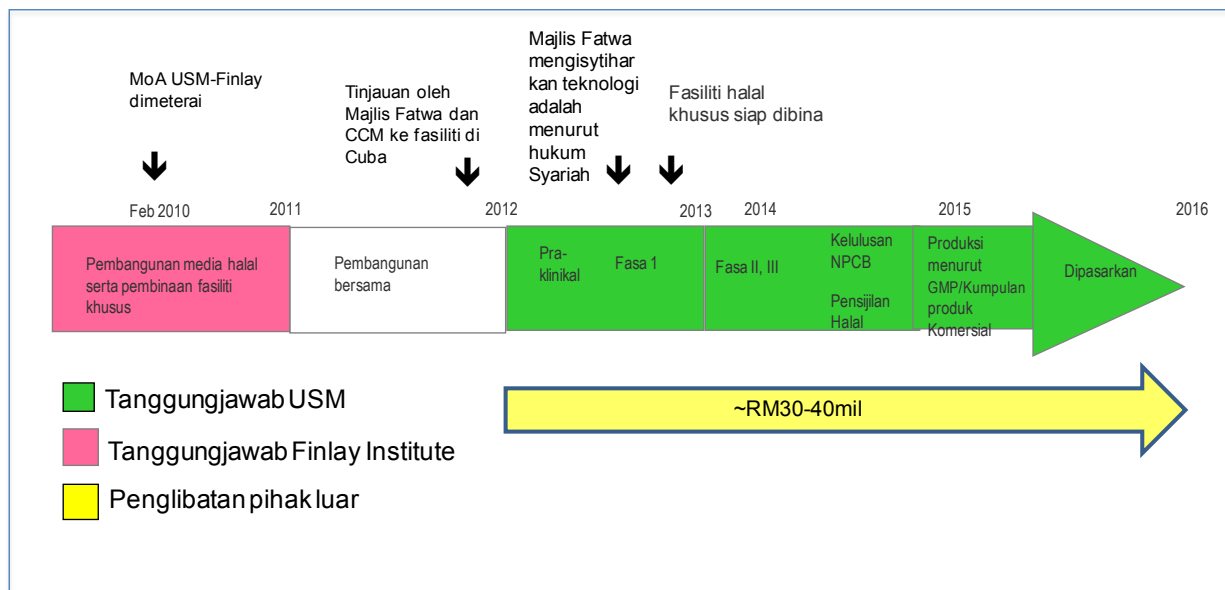 MoA USM-Finlay
dimeterai
Tinjauan oleh
Majlis Fatwa dan
CCM ke fasiliti di
Cuba
Majlis Fatwa
mengisytihar
kan teknologi
adalah
menurut
hukum
Syariah
Fasiliti halal
khusus siap dibina
Feb 2010
2011
2012
2013
2014
2015
2016
Pembangunan media halal
serta pembinaan fasiliti
khusus
Pembangunan
bersama
Pra-
klinikal
Fasa 1
Fasa II, III
Kelulusan
NPCB
Pensijilan
Halal
Produksi
menurut
GMP/Kumpulan
produk
Komersial
Dipasarkan
Tanggungjawab USM
Tanggungjawab Finlay Institute
Penglibatan pihak luar
~RM30-40mil